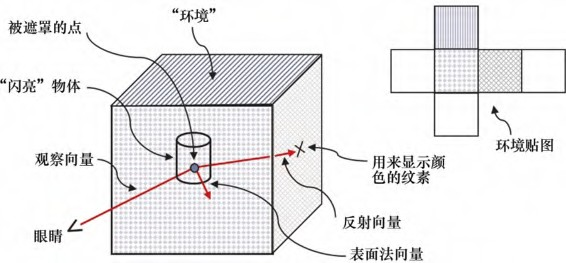 被遮罩的点
“环境”
“闪亮”物体
观察向量
眼睛
用来显示颜
色的纹素
反射向量
表面法向量
环境贴图